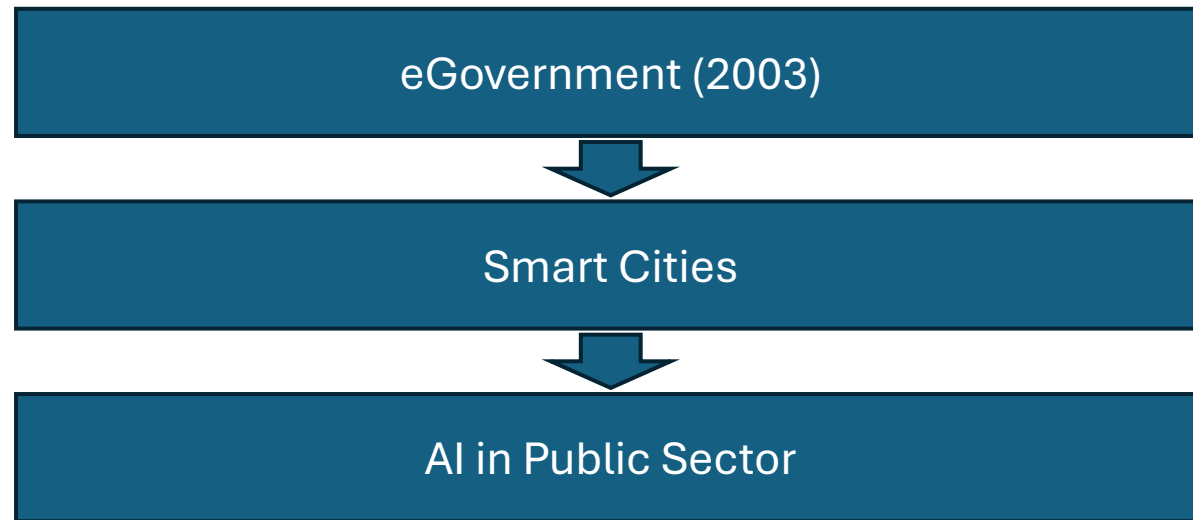 eGovernment (2003)
Smart Cities
AI in Public Sector